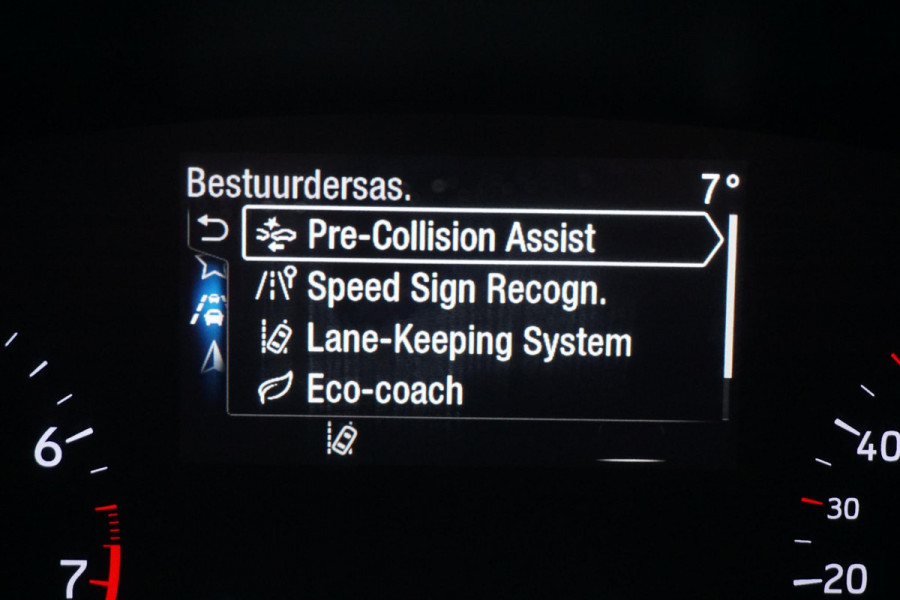 Bestuurdersas. 7°
Pre-Collision Assist
Speed Sign Recogn.
Lane-Keeping System
Eco-coach
6
7
40
30
20